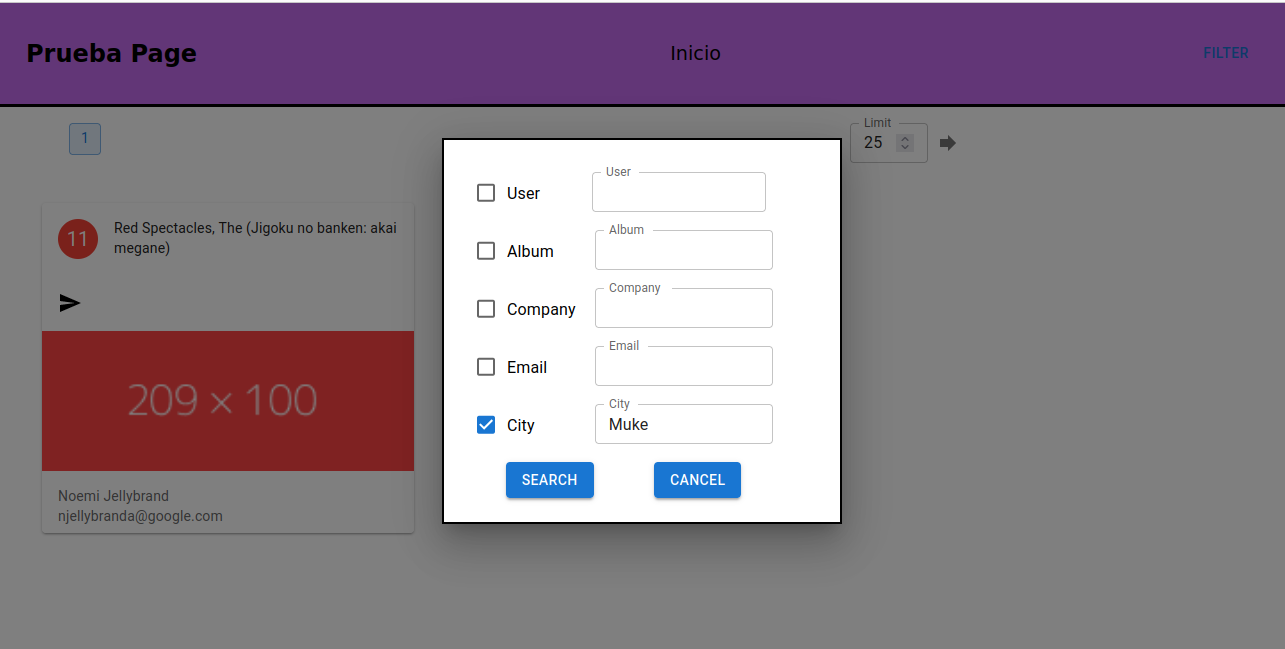 Prueba Page
Inicio
FILTER
1
Limit
25
11
Red Spectacles, The (Jigoku no banken: akai
megane)
209 × 100
Noemi Jellybrand
njellybranda@google.com
User
User
Album
Album
Company
Company
Email
Email
City
City
Muke
SEARCH
CANCEL